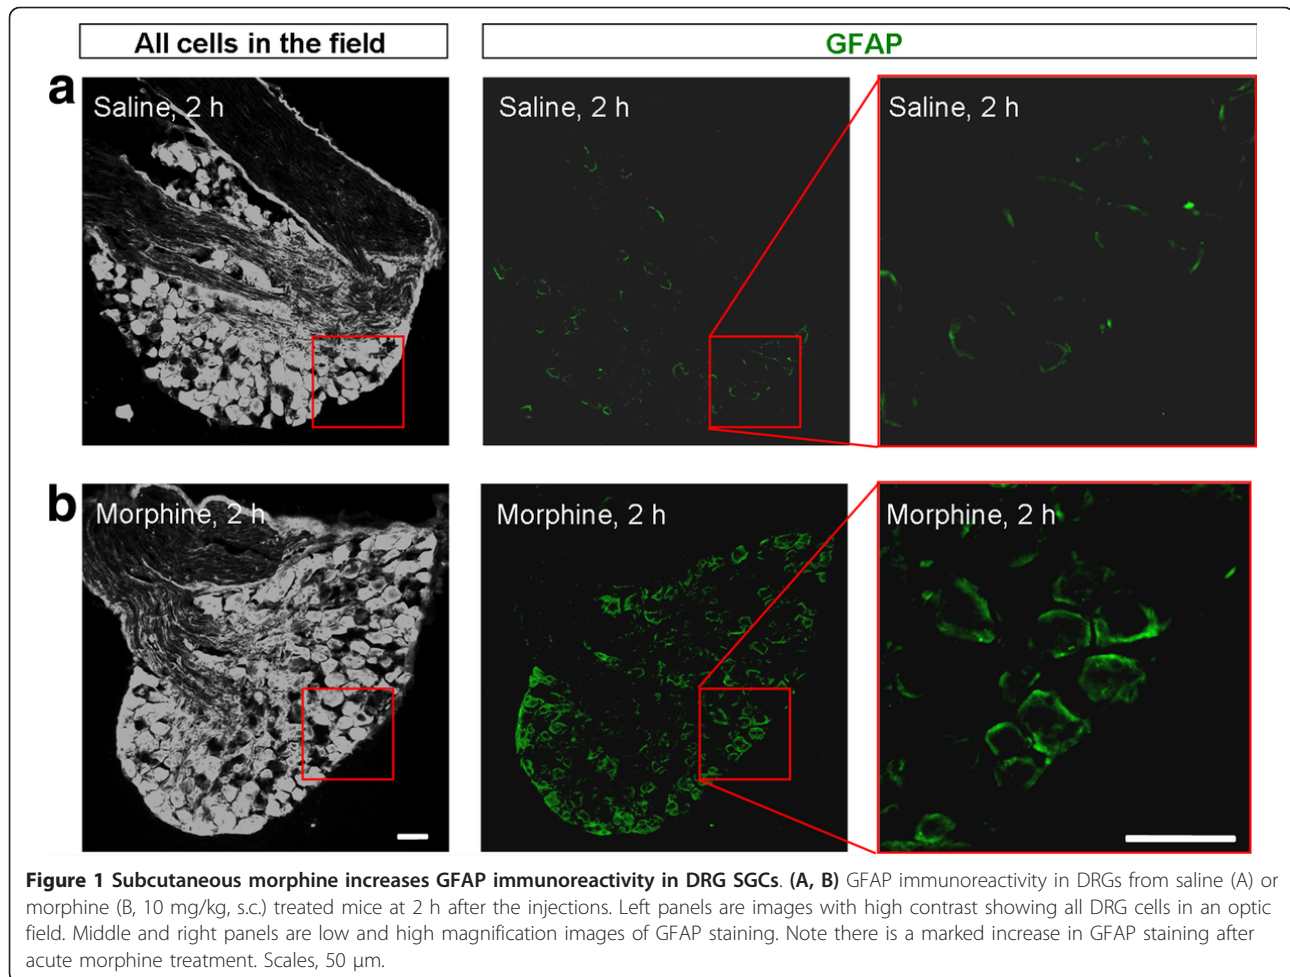 All cells in the field
GFAP
a
Saline, 2 h
Saline, 2 h
Saline, 2 h
b
Morphine, 2 h
Morphine, 2 h
Morphine, 2 h
Figure 1 Subcutaneous morphine increases GFAP immunoreactivity in DRG SGCs. (A, B) GFAP immunoreactivity in DRGs from saline (A) or
morphine (B, 10 mg/kg, s.c.) treated mice at 2 h after the injections. Left panels are images with high contrast showing all DRG cells in an optic
field. Middle and right panels are low and high magnification images of GFAP staining. Note there is a marked increase in GFAP staining after
acute morphine treatment. Scales, 50 μm.